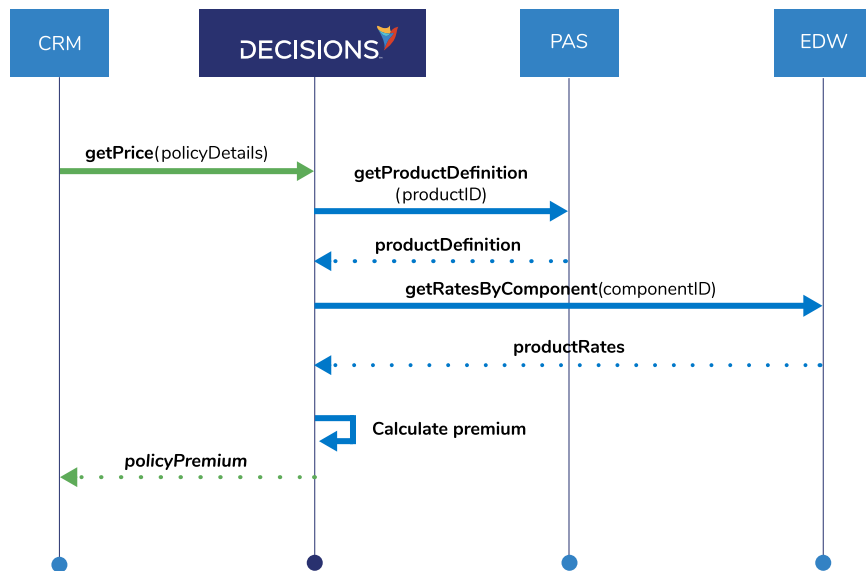 CRM
DECISIONS
PAS
EDW
getPrice(policyDetails)
getProductDefinition
(productID)
productDefinition
getRatesByComponent(componentID)
productRates
Calculate premium
policyPremium